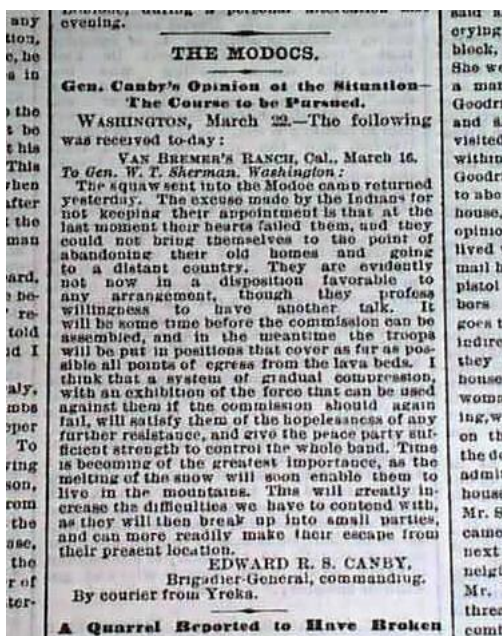 evening.
THE MODOCS.
Gen. Canby's Opinion of the Situation—
The Course to be Pursued.
WASHINGTON, March 22.—The following
was received to-day:
VAN BREMER'S RANCH, Cal., March 16.
To Gen. W. T. Sherman, Washington:
The squaw sent into the Modoc camp returned
yesterday. The excuse made by the Indians for
not keeping their appointment is that at the
last moment their hearts failed them, and they
could not bring themselves to the point of
abandoning their old homes and going
to a distant country. They are evidently
not now in a disposition favorable to
any arrangement, though they profess
willingness to have another talk. It
will be some time before the commission can be
assembled, and in the meantime the troops
will be put in positions that cover as far as pos-
sible all points of egress from the lava beds. I
think that a system of gradual compression,
with an exhibition of the force that can be used
against them if the commission should again
fail, will satisfy them of the hopelessness of any
further resistance, and give the peace party suf-
ficient strength to control the whole band. Time
is becoming of the greatest importance, as the
melting of the snow will soon enable them to
live in the mountains. This will greatly in-
crease the difficulties we have to contend with,
as they will then break up into small parties,
and can more readily make their escape from
their present location.
EDWARD R. S. CANBY,
Brigadier-General, commanding.
By courier from Yreka.
A Quarrel Reported to Have Broken